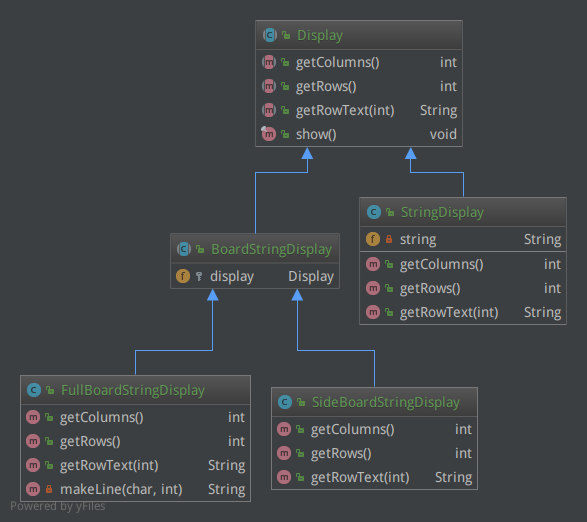 Display
getColumns() int
getRows() int
getRowText(int) String
show() void
StringDisplay
string String
getColumns() int
getRows() int
getRowText(int) String
BoardStringDisplay
display Display
FullBoardStringDisplay
getColumns() int
getRows() int
getRowText(int) String
makeLine(char, int) String
SideBoardStringDisplay
getColumns() int
getRows() int
getRowText(int) String
Powered by yFiles